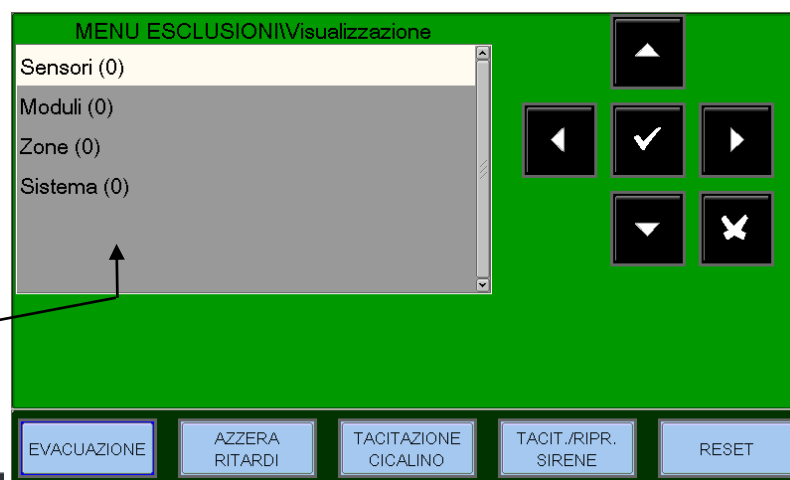 MENU ESCLUSIONI\Visualizzazione
Sensori (0)
Moduli (0)
Zone (0)
Sistema (0)
EVACUAZIONE
AZZERA
RITARDI
TACITAZIONE
CICALINO
TACIT./RIPR.
SIRENE
RESET